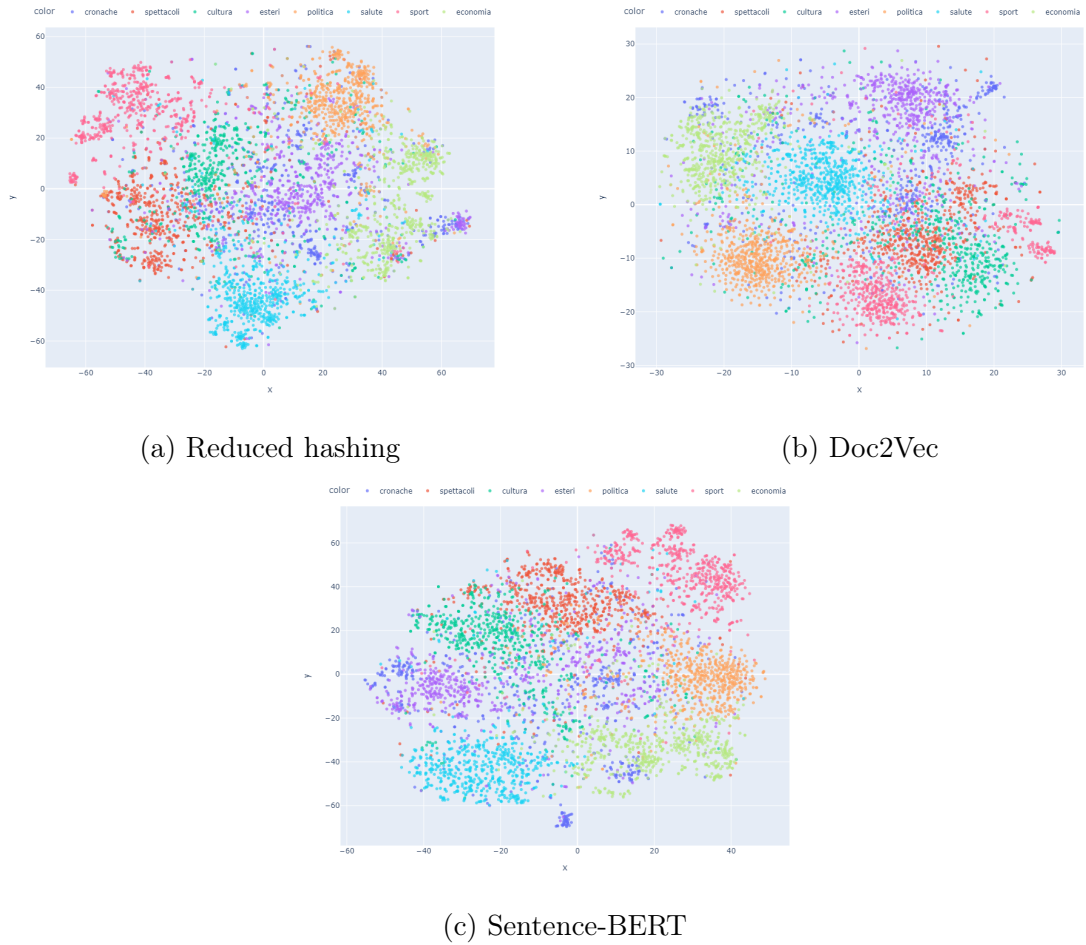 color cronache spettacoli cultura esteri politica salute sport economia
60
40
20
0
−20
−40
−60
y
−60 −40 −20 0 20 40 60
x
(a) Reduced hashing
color cronache spettacoli cultura esteri politica salute sport economia
30
20
10
0
−10
−20
−30
y
−30 −20 −10 0 10 20 30
x
(b) Doc2Vec
color cronache spettacoli cultura esteri politica salute sport economia
60
40
20
0
−20
−40
−60
y
−60 −40 −20 0 20 40
x
(c) Sentence-BERT